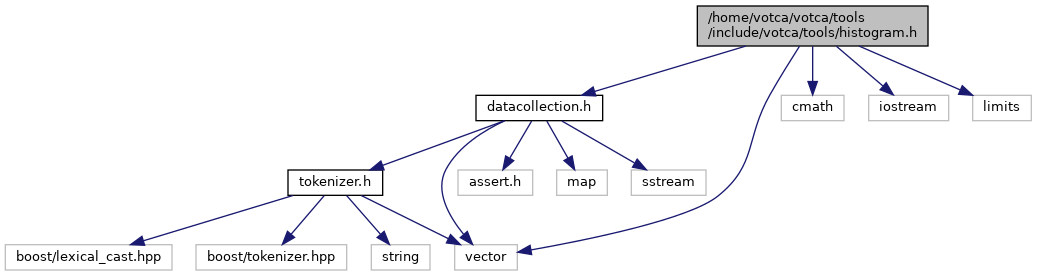 /home/votca/votca/tools
/include/votca/tools/histogram.h
datacollection.h
cmath
iostream
limits
tokenizer.h
assert.h
map
sstream
boost/lexical_cast.hpp
boost/tokenizer.hpp
string
vector